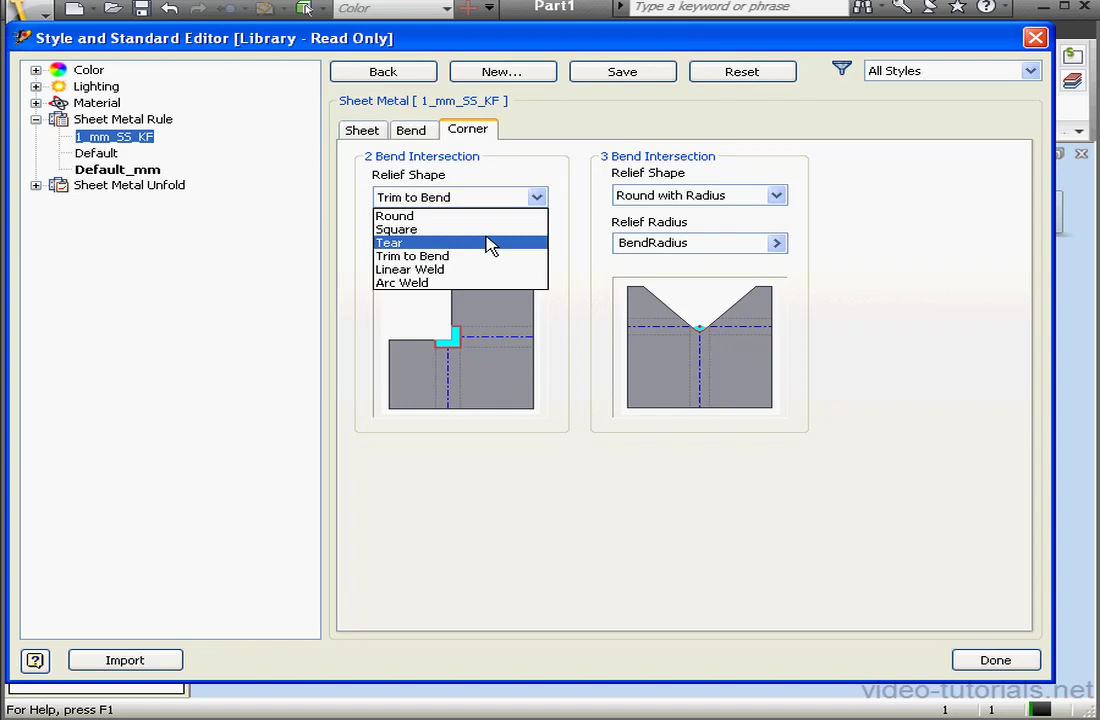 Color
Part1
Type a keyword or phrase
Style and Standard Editor [Library - Read Only]
Color
Lighting
Material
Sheet Metal Rule
1_mm_SS_KF
Default
Default_mm
Sheet Metal Unfold
Back
New...
Save
Reset
All Styles
Sheet Metal [ 1_mm_SS_KF ]
Sheet
Bend
Corner
2 Bend Intersection
Relief Shape
Trim to Bend
Round
Square
Tear
Trim to Bend
Linear Weld
Arc Weld
3 Bend Intersection
Relief Shape
Round with Radius
Relief Radius
BendRadius
Import
Done
video-tutorials.net
For Help, press F1
1
1